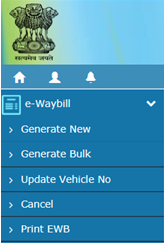 सत्यमेव जयते
e-Waybill
Generate New
Generate Bulk
Update Vehicle No
Cancel
Print EWB